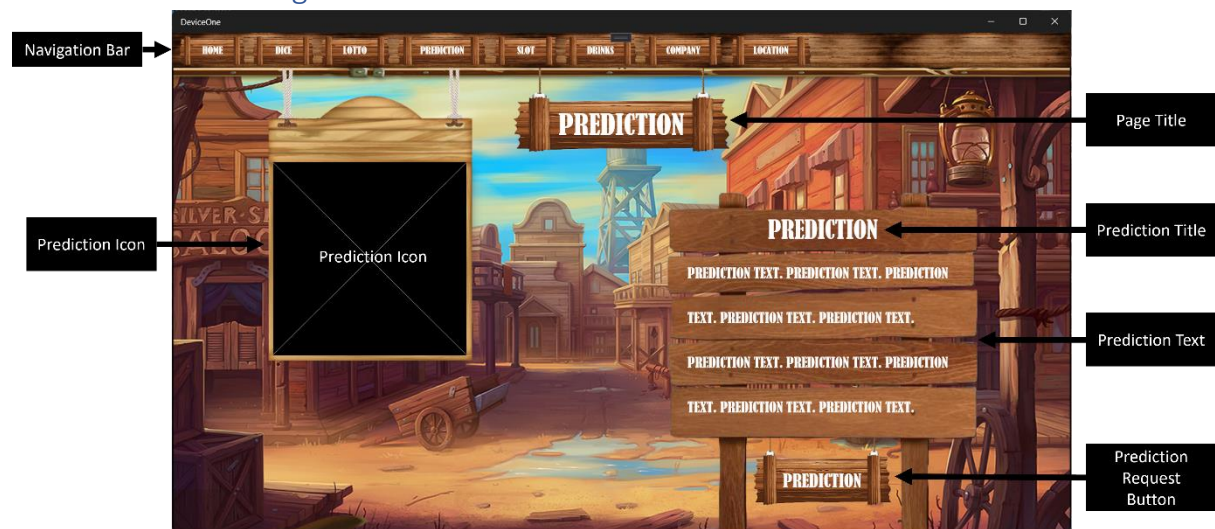 DeviceOne
Navigation Bar
HOME DICE LOTTO PREDICTION SLOT DRINKS COMPANY LOCATION
PREDICTION
Page Title
Prediction Icon
Prediction Icon
PREDICTION
Prediction Title
PREDICTION TEXT. PREDICTION TEXT. PREDICTION
TEXT. PREDICTION TEXT. PREDICTION TEXT.
PREDICTION TEXT. PREDICTION TEXT. PREDICTION
TEXT. PREDICTION TEXT. PREDICTION TEXT.
Prediction Text
PREDICTION
Prediction
Request
Button